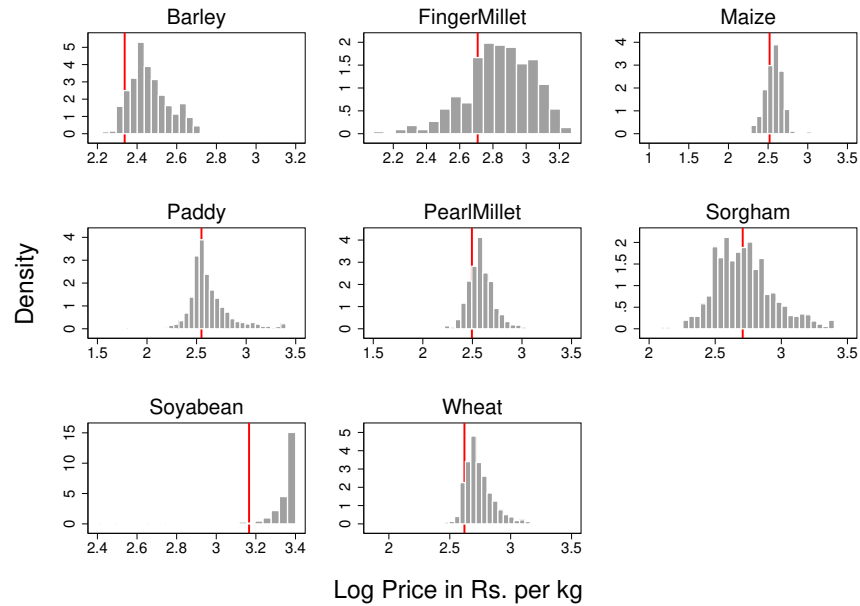 Barley
FingerMillet
Maize
0 1 2 3 4 5
2.2 2.4 2.6 2.8 3 3.2
0 .5 1 1.5 2
2.2 2.4 2.6 2.8 3 3.2
0 1 2 3 4
1 1.5 2 2.5 3 3.5
Paddy
PearlMillet
Sorgham
0 1 2 3 4
1.5 2 2.5 3 3.5
0 1 2 3 4
1.5 2 2.5 3 3.5
0 .5 1 1.5 2
2 2.5 3 3.5
Soyabean
Wheat
0 5 10 15
2.4 2.6 2.8 3 3.2 3.4
0 1 2 3 4 5
2 2.5 3 3.5
Density
Log Price in Rs. per kg